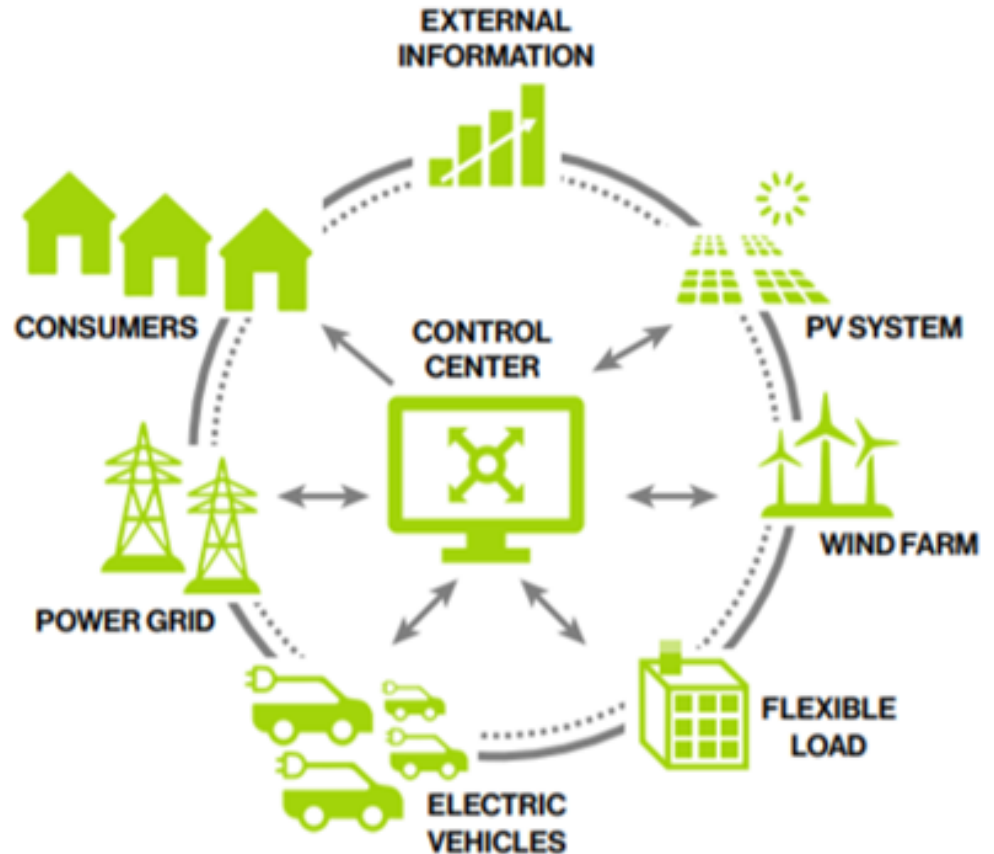 EXTERNAL
INFORMATION
CONSUMERS
CONTROL
CENTER
PV SYSTEM
WIND FARM
POWER GRID
FLEXIBLE
LOAD
ELECTRIC
VEHICLES